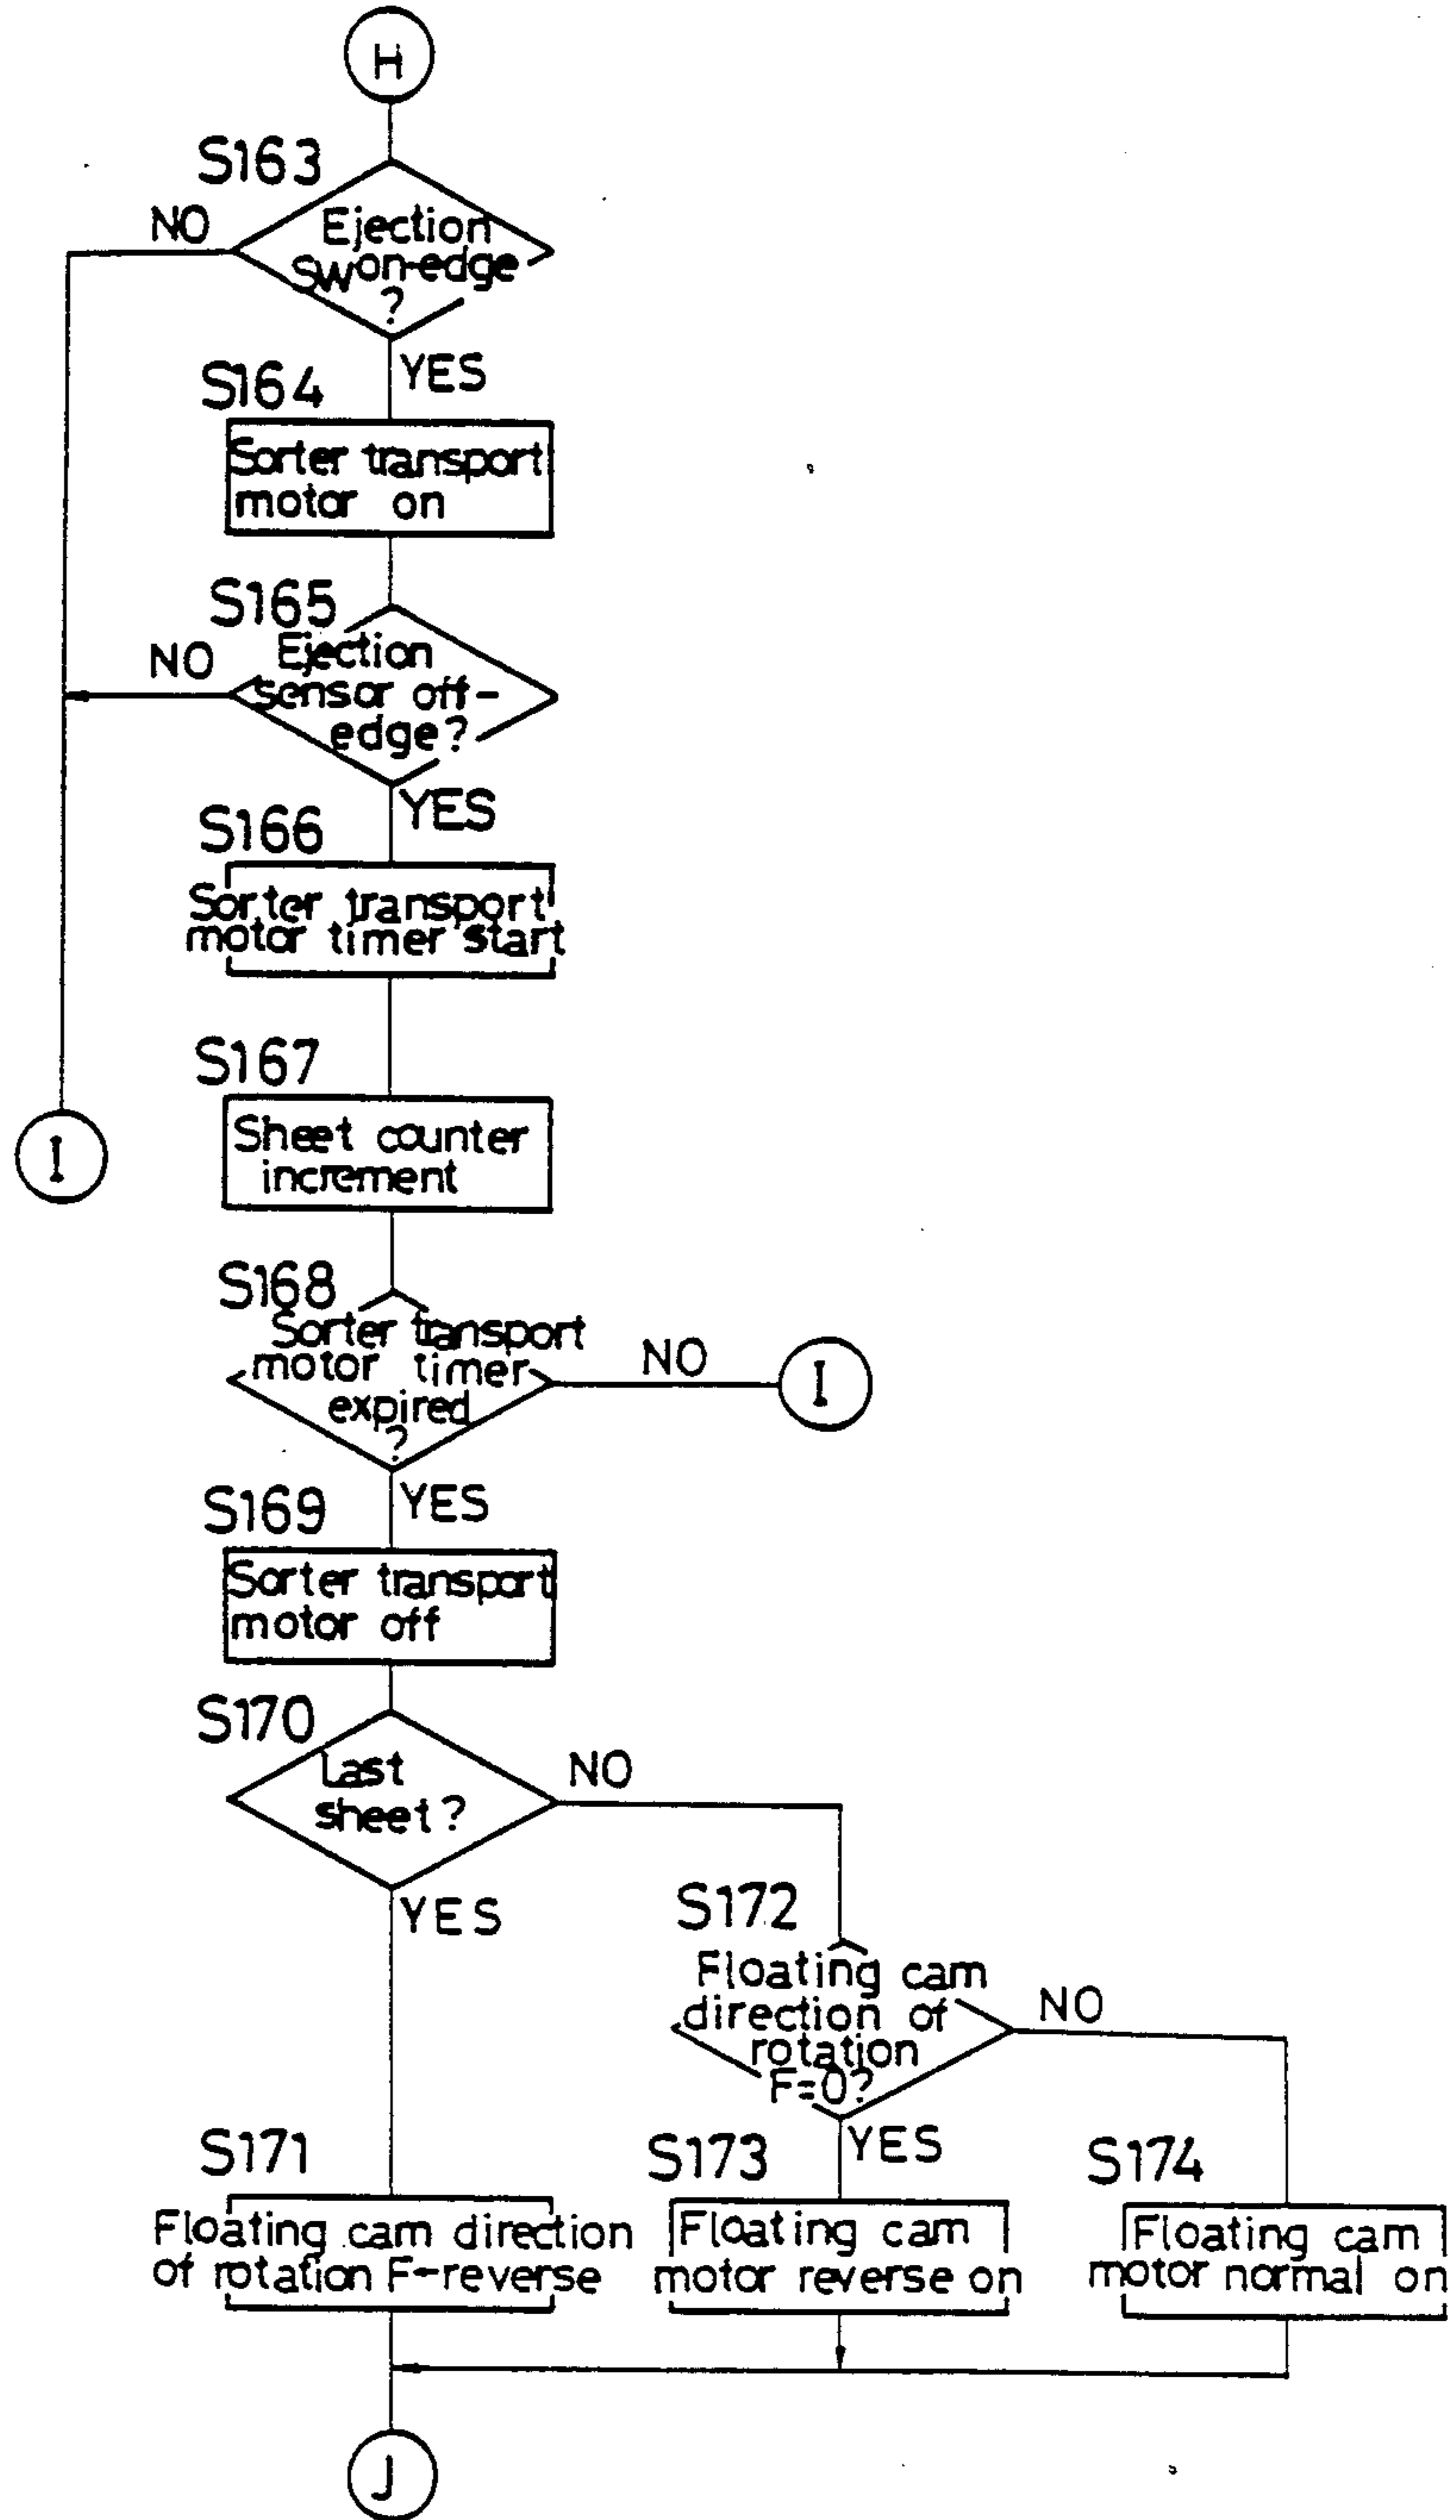 H
S163
NO
Ejection
SW on-edge
?
YES
S164
Sorter transport
motor on
S165
NO
Ejection
sensor off-
edge?
YES
S166
Sorter transport
motor timer start
S167
Sheet counter
increment
I
S168
Sorter transport
motor timer
expired
?
NO
I
YES
S169
Sorter transport
motor off
S170
Last
sheet?
NO
YES
S172
Floating cam
direction of
rotation
F=0?
NO
YES
S171
Floating cam direction
of rotation F←reverse
S173
Floating cam
motor reverse on
S174
Floating cam
motor normal on
J